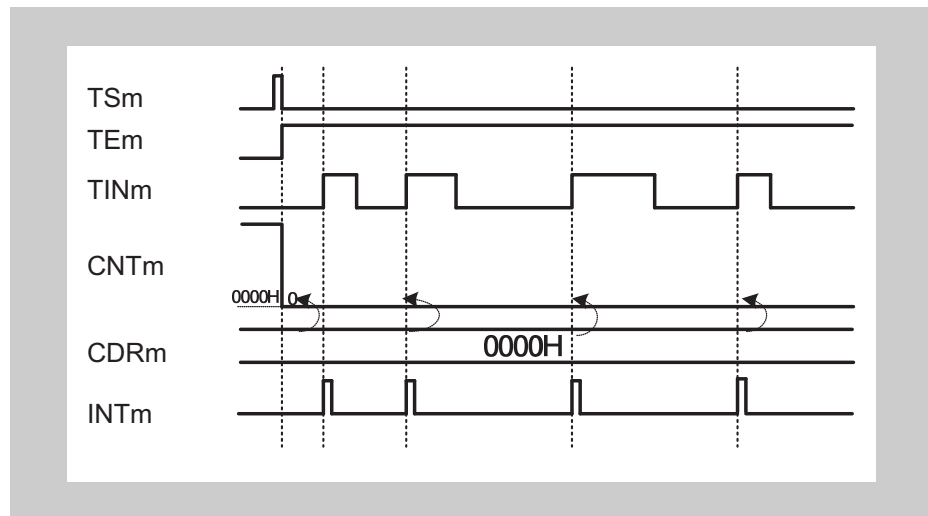 TSm
TEm
TINm
CNTm
0000H 0
CDRm
0000H
INTm